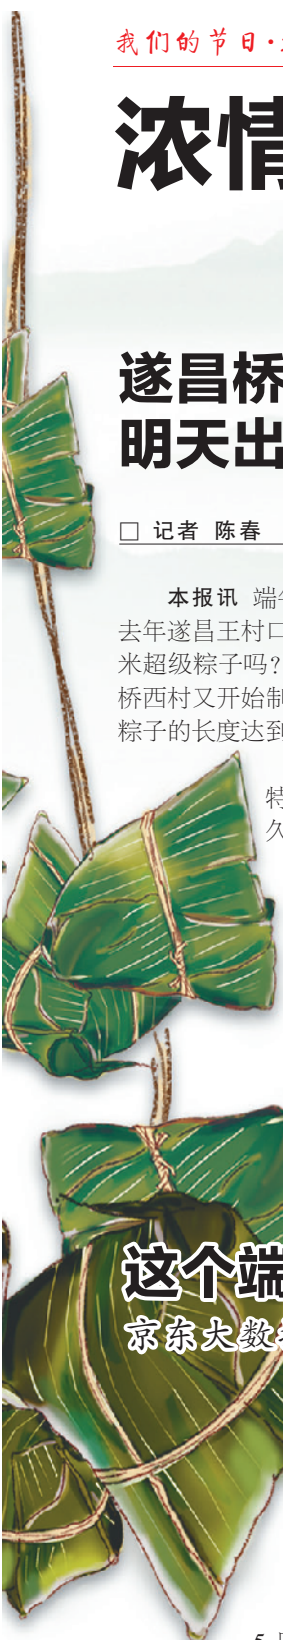 我们的节日·
浓情
遂昌桥
明天出
□ 记者 陈春
本报讯 端午
去年遂昌王村口
米超级粽子吗？
桥西村又开始制
粽子的长度达到
特
久
这个端
京东大数
5